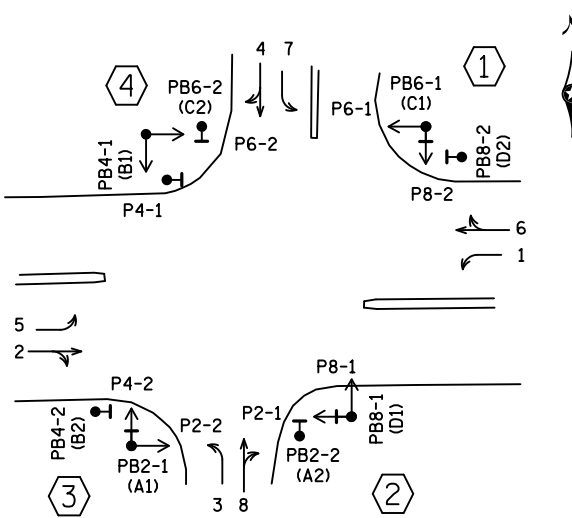 4 7
1
4
PB6-2
(C2)
PB6-1
(C1)
P6-1
PB4-1
(B1)
P6-2
PB8-2
(D2)
P4-1
P8-2
6
1
5
2
P8-1
P4-2
P2-2
P2-1
PB4-2
(B2)
PB8-1
(D1)
PB2-1
(A1)
PB2-2
(A2)
3
3 8
2